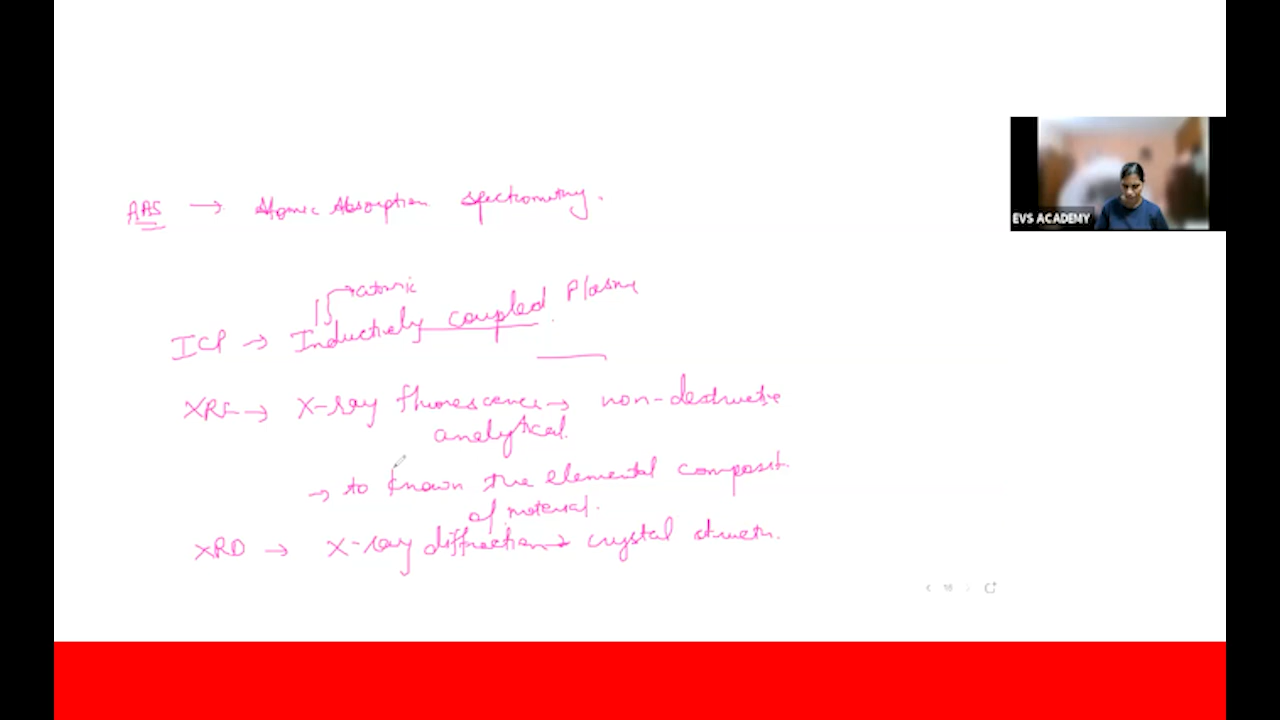 AAS → Atomic Absorption Spectrometry.
EVS ACADEMY
→ atomic
ICP → Inductively coupled Plasma
XRF → X-ray fluorescence → non-destructive
analytical.
→ to known the elemental composit
of material.
XRD → X-ray diffraction → crystal